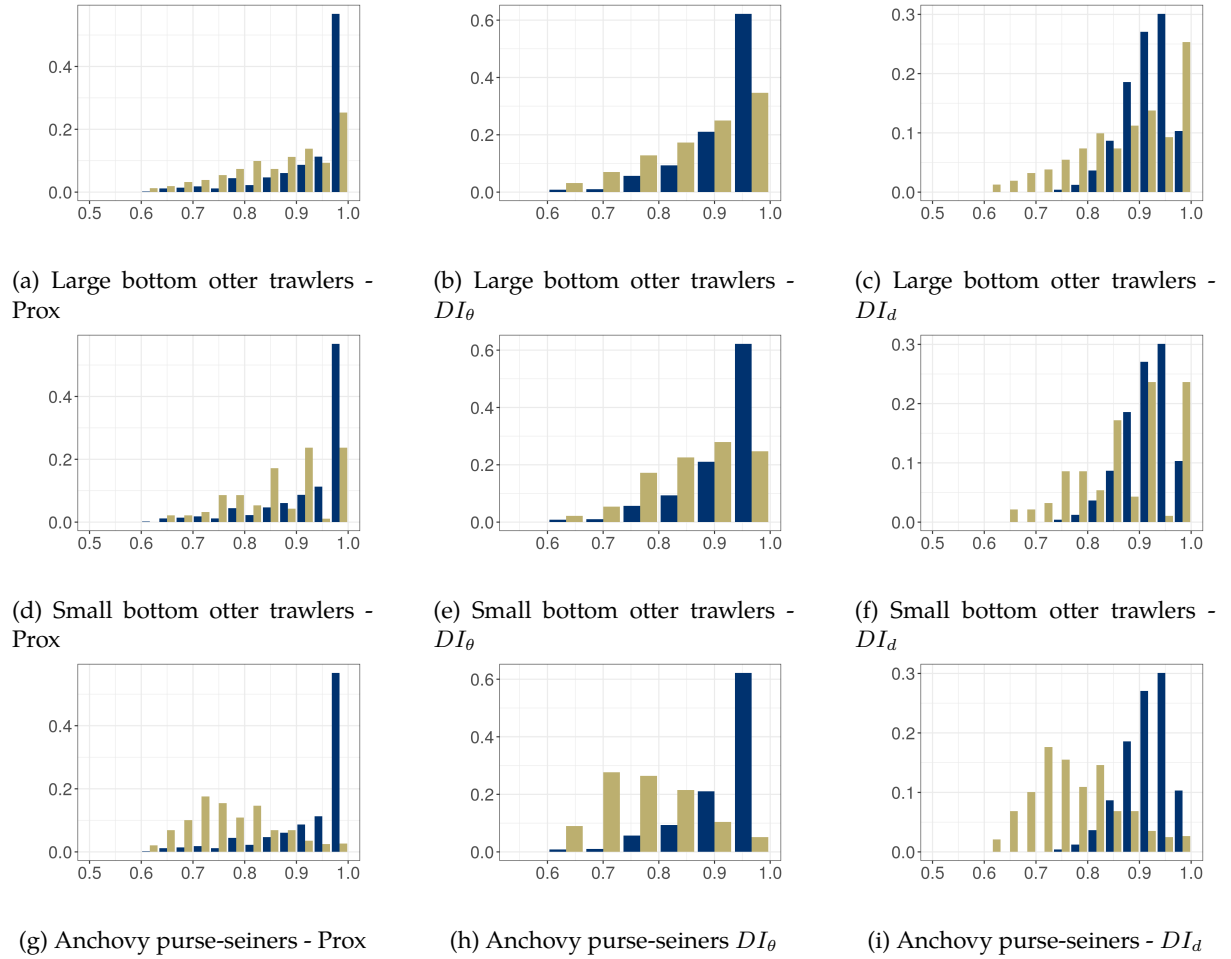 0.4
0.2
0.0
0.5 0.6 0.7 0.8 0.9 1.0
0.6
0.4
0.2
0.0
0.6 0.7 0.8 0.9 1.0
0.3
0.2
0.1
0.0
0.5 0.6 0.7 0.8 0.9 1.0
(a) Large bottom otter trawlers -
Prox
(b) Large bottom otter trawlers -
DI_θ
(c) Large bottom otter trawlers -
DI_d
0.4
0.2
0.0
0.5 0.6 0.7 0.8 0.9 1.0
0.6
0.4
0.2
0.0
0.6 0.7 0.8 0.9 1.0
0.3
0.2
0.1
0.0
0.5 0.6 0.7 0.8 0.9 1.0
(d) Small bottom otter trawlers -
Prox
(e) Small bottom otter trawlers -
DI_θ
(f) Small bottom otter trawlers -
DI_d
0.4
0.2
0.0
0.5 0.6 0.7 0.8 0.9 1.0
0.6
0.4
0.2
0.0
0.6 0.7 0.8 0.9 1.0
0.3
0.2
0.1
0.0
0.5 0.6 0.7 0.8 0.9 1.0
(g) Anchovy purse-seiners - Prox
(h) Anchovy purse-seiners DI_θ
(i) Anchovy purse-seiners - DI_d